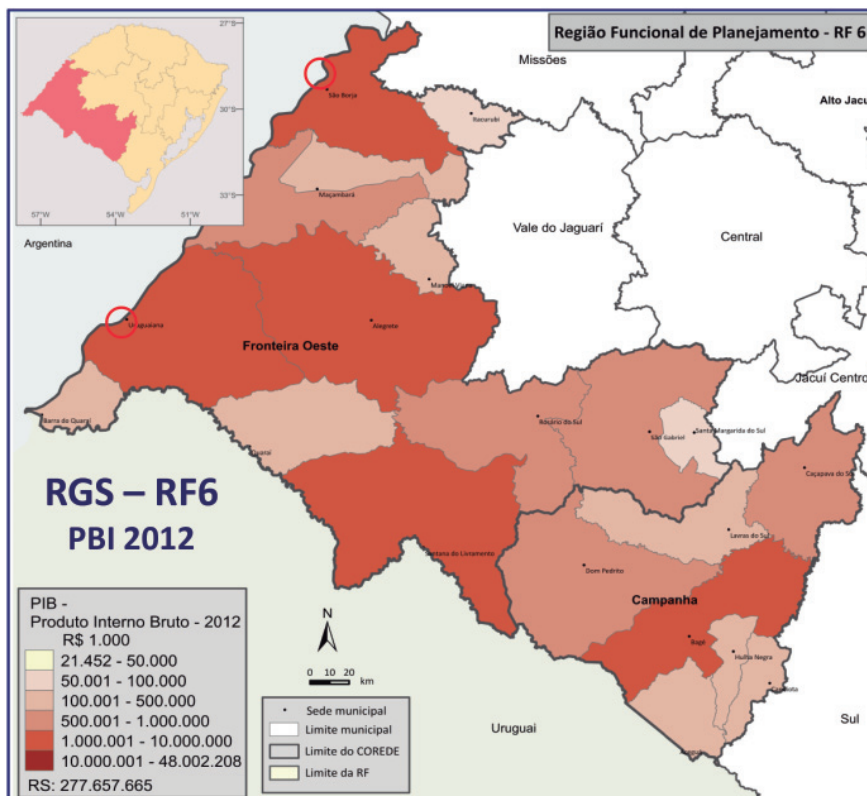 Região Funcional de Planejamento - RF 6
27°S
30°S
33°S
57°W
54°W
51°W
Missões
Alto Jacu
São Borja
Itacurubi
Maçambará
Argentina
Vale do Jaguarí
Central
Manoel Viana
Uruguaiana
Alegrete
Fronteira Oeste
Jacuí Centro
Barra do Quaraí
Rosário do Sul
São Gabriel
Santa Margarida do Sul
Quaraí
Caçapava do Su
RGS – RF6
PBI 2012
Lavras do Sul
Santana do Livramento
Dom Pedrito
Campanha
Bagé
Hulha Negra
Candiota
PIB -
Produto Interno Bruto - 2012
R$ 1.000
21.452 - 50.000
50.001 - 100.000
100.001 - 500.000
500.001 - 1.000.000
1.000.001 - 10.000.000
10.000.001 - 48.002.208
RS: 277.657.665
N
0 10 20
km
Sede municipal
Limite municipal
Limite do COREDE
Limite da RF
Uruguai
Sul